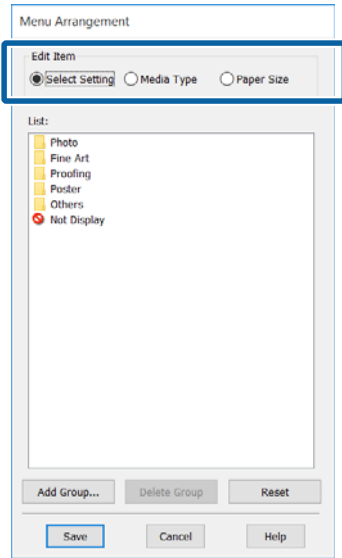 Menu Arrangement
Edit Item
Select Setting Media Type Paper Size
List:
Photo
Fine Art
Proofing
Poster
Others
Not Display
Add Group... Delete Group Reset
Save Cancel Help